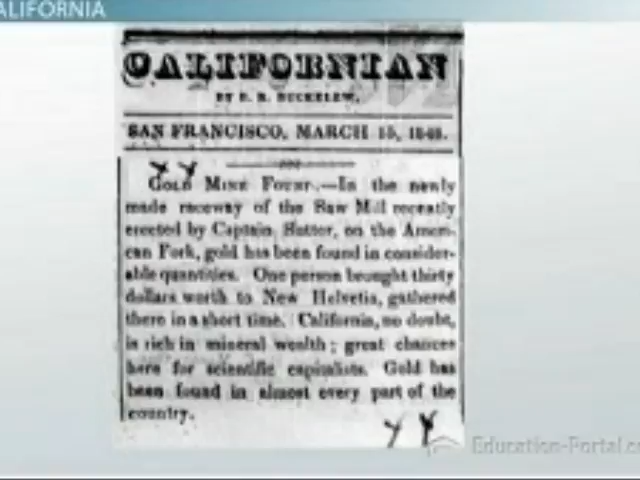 ALIFORNIA
CALIFORNIAN
BY B. R. BUCKELEW.
SAN FRANCISCO, MARCH 15, 1848.
GOLD MINE FOUND.—In the newly
made raceway of the Saw Mill recently
erected by Captain Sutter, on the Ameri-
can Fork, gold has been found in consider-
able quantities. One person brought thirty
dollars worth to New Helvetia, gathered
there in a short time. California, no doubt,
is rich in mineral wealth; great chances
here for scientific capitalists. Gold has
been found in almost every part of the
country.
Education-Portal.co